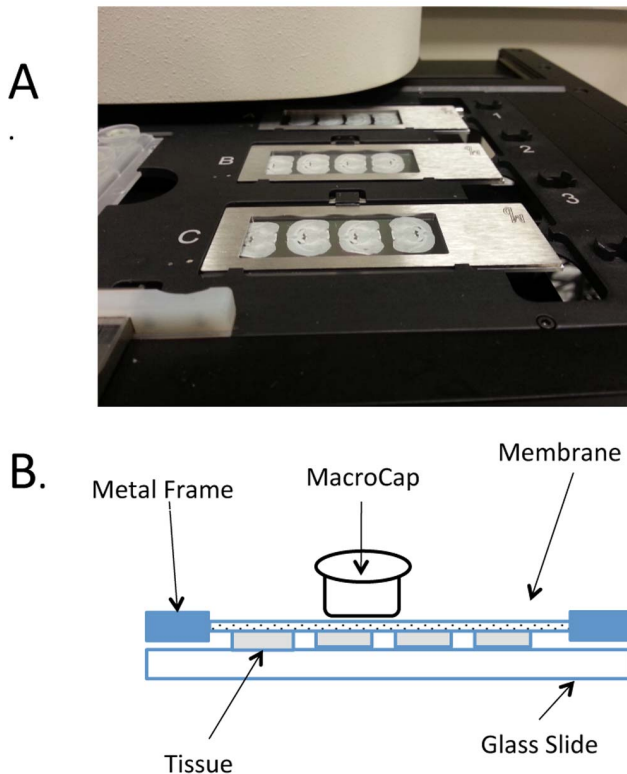 A
.
B
C
1
2
3
B.
Metal Frame
MacroCap
Membrane
Tissue
Glass Slide